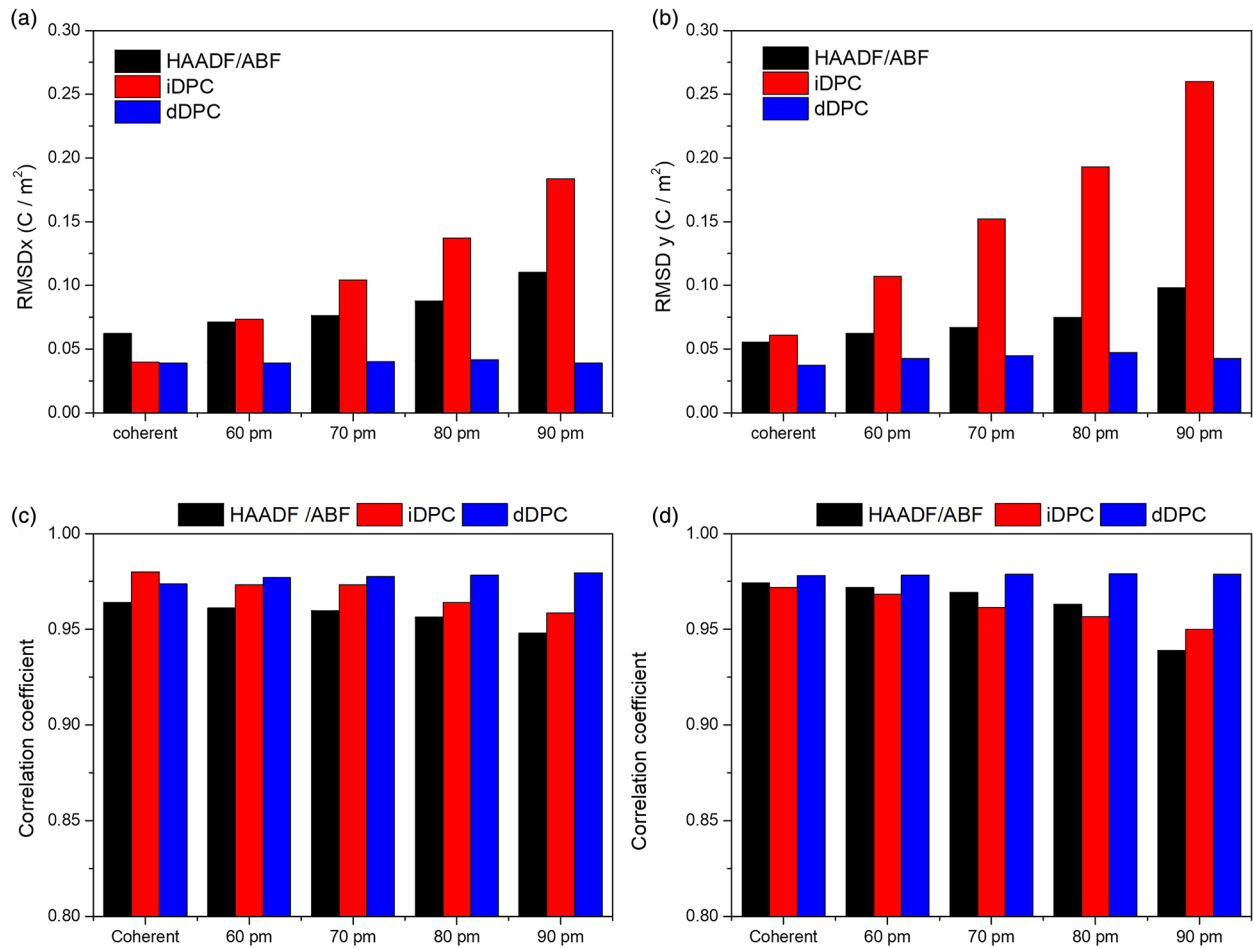 (a)
HAADF/ABF
iDPC
dDPC
RMSDx (C / m²)
0.30
0.25
0.20
0.15
0.10
0.05
0.00
coherent 60 pm 70 pm 80 pm 90 pm
(b)
HAADF/ABF
iDPC
dDPC
RMSD y (C / m²)
0.30
0.25
0.20
0.15
0.10
0.05
0.00
coherent 60 pm 70 pm 80 pm 90 pm
(c)
HAADF /ABF iDPC dDPC
Correlation coefficient
1.00
0.95
0.90
0.85
0.80
Coherent 60 pm 70 pm 80 pm 90 pm
(d)
HAADF/ABF iDPC dDPC
Correlation coefficient
1.00
0.95
0.90
0.85
0.80
Coherent 60 pm 70 pm 80 pm 90 pm